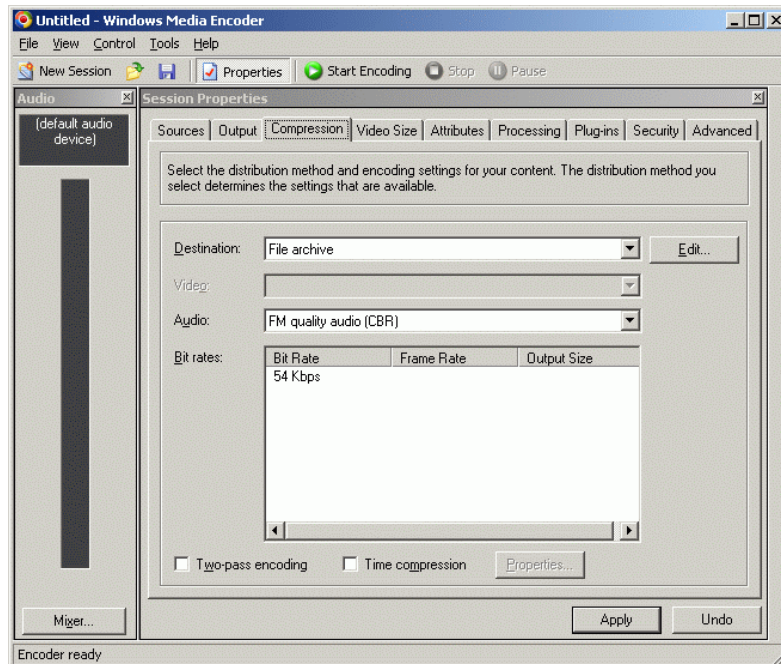 Untitled - Windows Media Encoder
File View Control Tools Help
New Session Properties Start Encoding Stop Pause
Audio
(default audio
device)
Mixer...
Session Properties
Sources Output Compression Video Size Attributes Processing Plug-ins Security Advanced
Select the distribution method and encoding settings for your content. The distribution method you
select determines the settings that are available.
Destination: File archive Edit...
Video:
Audio: FM quality audio (CBR)
Bit rates: Bit Rate Frame Rate Output Size
54 Kbps
Two-pass encoding Time compression Properties...
Apply Undo
Encoder ready